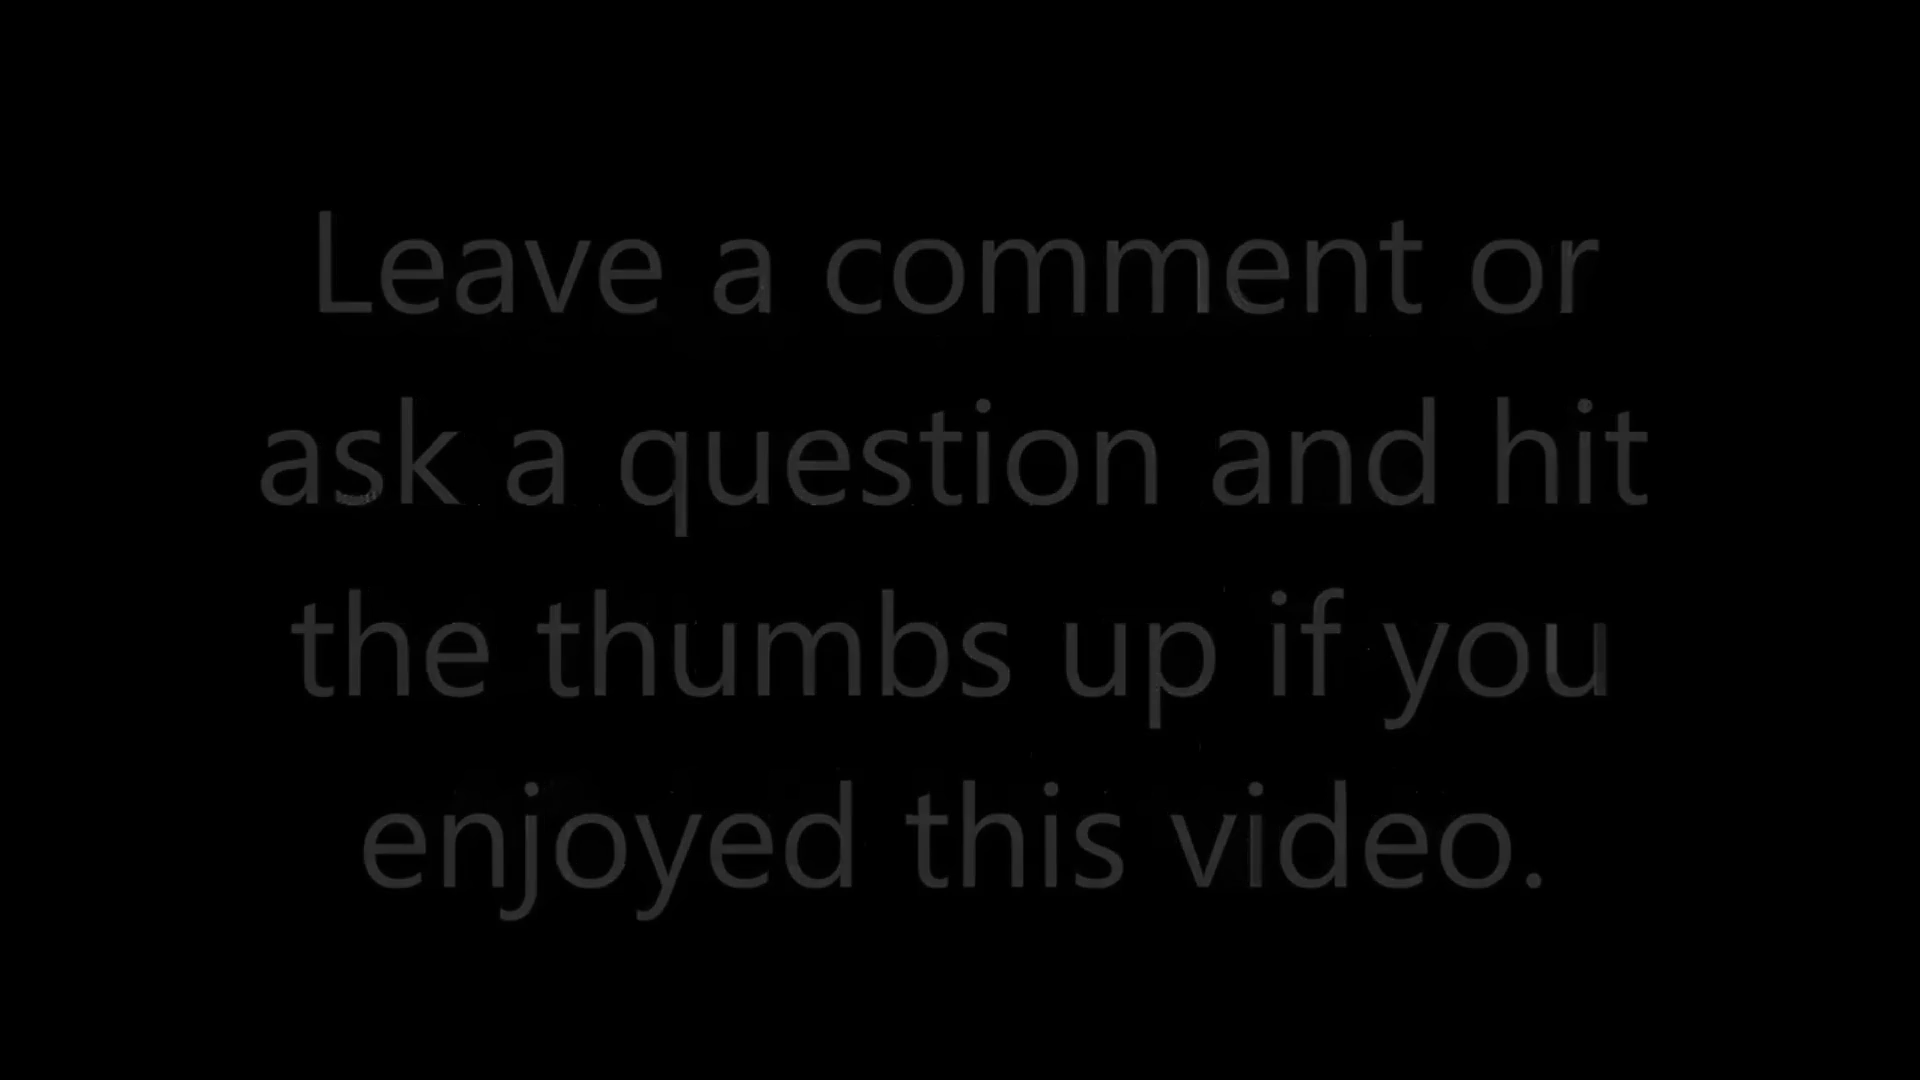 Leave a comment or
ask a question and hit
the thumbs up if you
enjoyed this video.